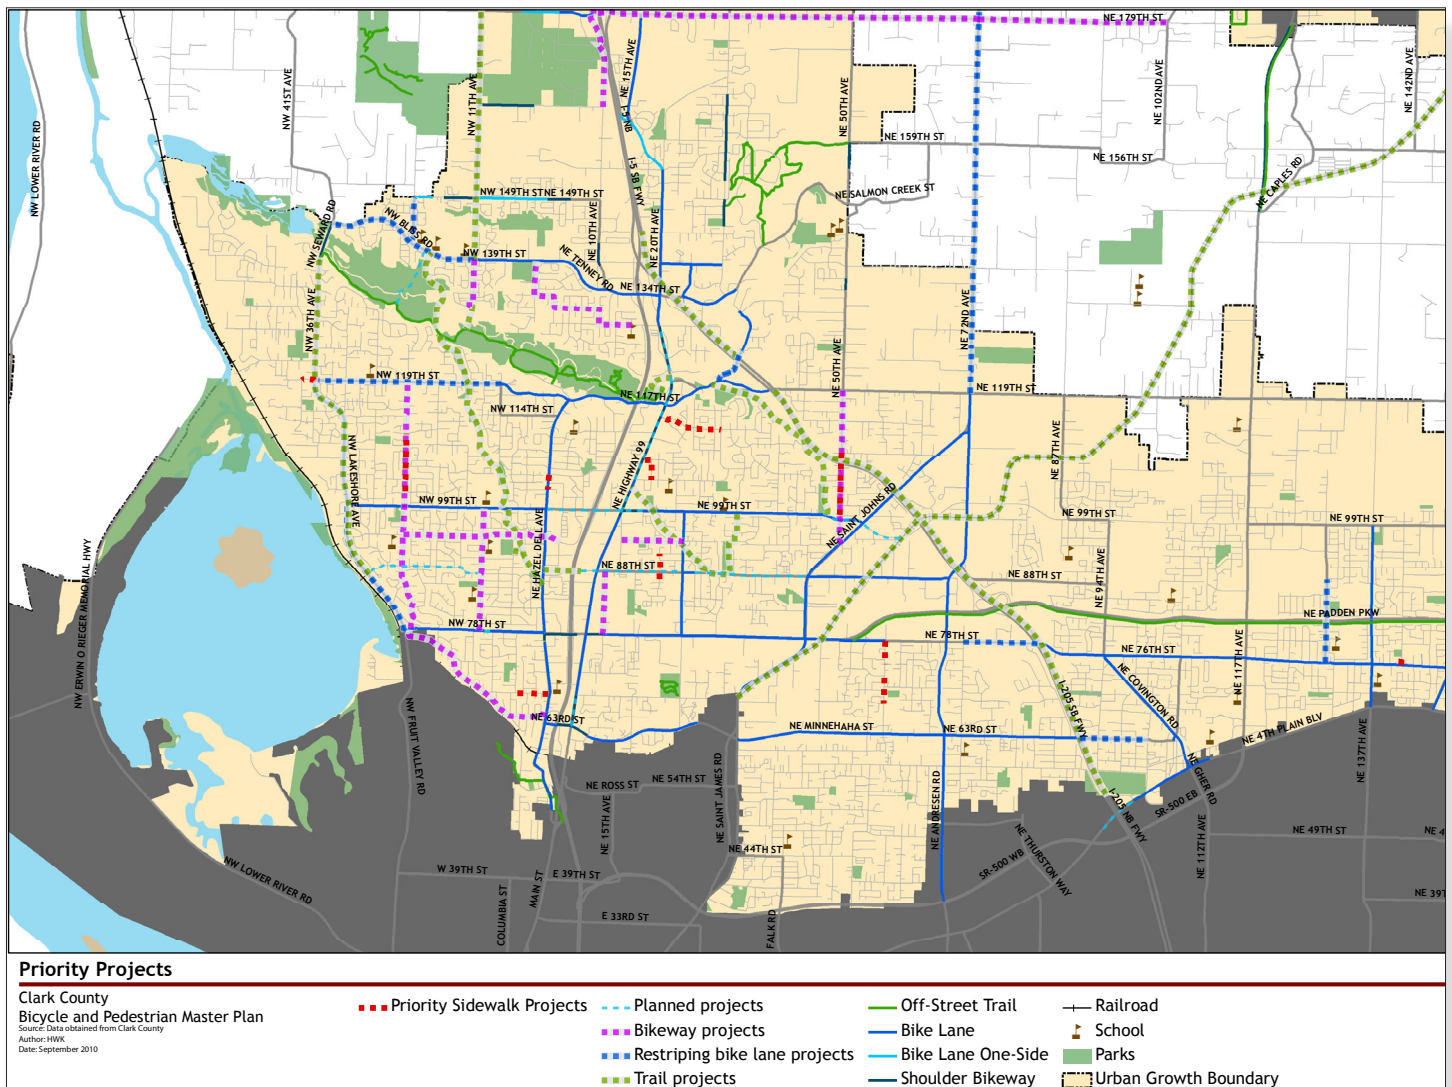 NE 179TH ST
NW LOWER RIVER RD
NW 41ST AVE
NW 11TH AVE
NE 15TH AVE
I-5 NB
I-5 SB FWY
NE 50TH AVE
NE 102ND AVE
NE 142ND AVE
NE 159TH ST
NE 156TH ST
NE CAPLES RD
NE SALMON CREEK ST
NW 149TH ST
NE 149TH ST
NW SEWARD RD
NW BLISS RD
NW 139TH ST
NE 10TH AVE
NE TENNEY RD
NE 20TH AVE
NE 134TH ST
NE 72ND AVE
NW 36TH AVE
NE 50TH AVE
NW 119TH ST
NE 117TH ST
NE 119TH ST
NW 114TH ST
NW LAKESHORE AVE
NE HIGHWAY 99
NE 87TH AVE
NW 99TH ST
NE 99TH ST
NE SAINT JOHNS RD
NE 99TH ST
NE 99TH ST
NE HAZEL DELL AVE
NE 88TH ST
NE 88TH ST
NE 94TH AVE
NW ERWIN O RIEGER MEMORIAL HWY
NE PADDEN PKW
NW 78TH ST
NE 78TH ST
NE 76TH ST
NE 117TH AVE
NE COVINGTON RD
I-205 SB FWY
NW FRUIT VALLEY RD
NE 63RD ST
NE MINNEHAHA ST
NE 63RD ST
NE 4TH PLAIN BLV
NE 137TH AVE
NE SAINT JAMES RD
NE 54TH ST
NE ROSS ST
NE GHER RD
SR-500 EB
I-205 NB FWY
NE 15TH AVE
NE ANDRESEN RD
NE THURSTON WAY
NE 112TH AVE
NE 49TH ST
NE 4
NE 44TH ST
SR-500 WB
NW LOWER RIVER RD
W 39TH ST
E 39TH ST
MAIN ST
COLUMBIA ST
E 33RD ST
FALK RD
NE 39T
Priority Projects
Clark County
Bicycle and Pedestrian Master Plan
Source: Data obtained from Clark County
Author: HWK
Date: September 2010
Priority Sidewalk Projects
Planned projects
Bikeway projects
Restriping bike lane projects
Trail projects
Off-Street Trail
Bike Lane
Bike Lane One-Side
Shoulder Bikeway
Railroad
School
Parks
Urban Growth Boundary